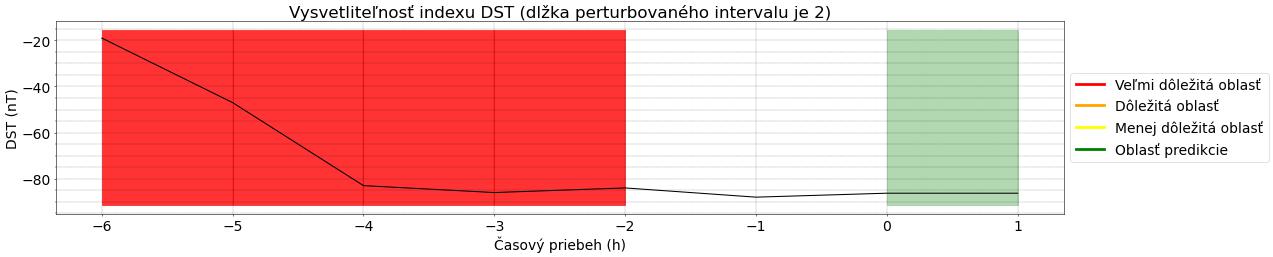 Vysvetliteľnosť indexu DST (dĺžka perturbovaného intervalu je 2)
DST (nT)
−20
−40
−60
−80
−6 −5 −4 −3 −2 −1 0 1
Časový priebeh (h)
Veľmi dôležitá oblasť
Dôležitá oblasť
Menej dôležitá oblasť
Oblasť predikcie